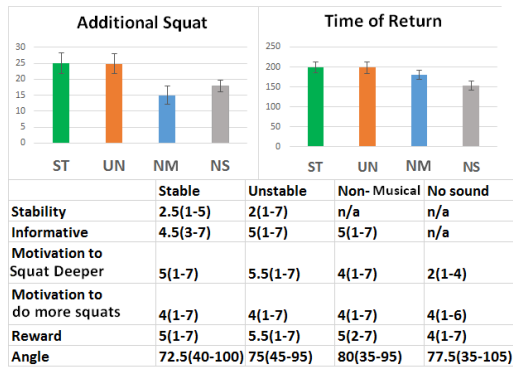 Additional Squat
30
25
20
15
10
5
0
ST UN NM NS
Time of Return
250
200
150
100
50
0
ST UN NM NS
Stable Unstable Non-Musical No sound
Stability 2.5(1-5) 2(1-7) n/a n/a
Informative 4.5(3-7) 5(1-7) 5(1-7) n/a
Motivation to
Squat Deeper 5(1-7) 5.5(1-7) 4(1-7) 2(1-4)
Motivation to
do more squats 4(1-7) 4(1-7) 4(1-7) 4(1-6)
Reward 5(1-7) 5.5(1-7) 5(2-7) 4(1-7)
Angle 72.5(40-100) 75(45-95) 80(35-95) 77.5(35-105)